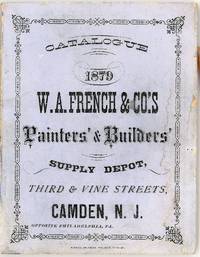 CATALOGUE
1879
W. A. FRENCH & CO'S.
Painters' & Builders'
SUPPLY DEPOT,
THIRD & VINE STREETS,
CAMDEN, N. J.
OPPOSITE PHILADELPHIA, PA.